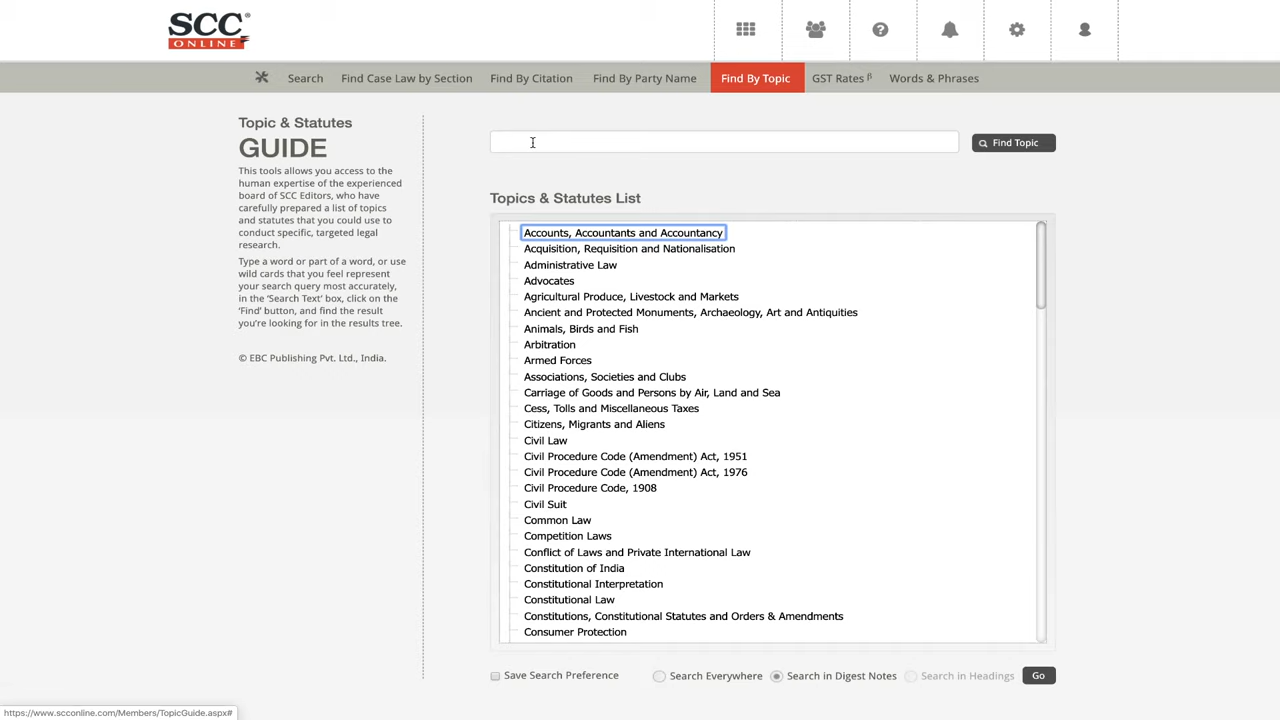 SCC®
ONLINE
Search
Find Case Law by Section
Find By Citation
Find By Party Name
Find By Topic
GST Rates β
Words & Phrases
Topic & Statutes
GUIDE
This tools allows you access to the
human expertise of the experienced
board of SCC Editors, who have
carefully prepared a list of topics
and statutes that you could use to
conduct specific, targeted legal
research.
Type a word or part of a word, or use
wild cards that you feel represent
your search query most accurately,
in the ‘Search Text’ box, click on the
‘Find’ button, and find the result
you’re looking for in the results tree.
© EBC Publishing Pvt. Ltd., India.
Find Topic
Topics & Statutes List
Accounts, Accountants and Accountancy
Acquisition, Requisition and Nationalisation
Administrative Law
Advocates
Agricultural Produce, Livestock and Markets
Ancient and Protected Monuments, Archaeology, Art and Antiquities
Animals, Birds and Fish
Arbitration
Armed Forces
Associations, Societies and Clubs
Carriage of Goods and Persons by Air, Land and Sea
Cess, Tolls and Miscellaneous Taxes
Citizens, Migrants and Aliens
Civil Law
Civil Procedure Code (Amendment) Act, 1951
Civil Procedure Code (Amendment) Act, 1976
Civil Procedure Code, 1908
Civil Suit
Common Law
Competition Laws
Conflict of Laws and Private International Law
Constitution of India
Constitutional Interpretation
Constitutional Law
Constitutions, Constitutional Statutes and Orders & Amendments
Consumer Protection
Save Search Preference
Search Everywhere
Search in Digest Notes
Search in Headings
Go
https://www.scconline.com/Members/TopicGuide.aspx#